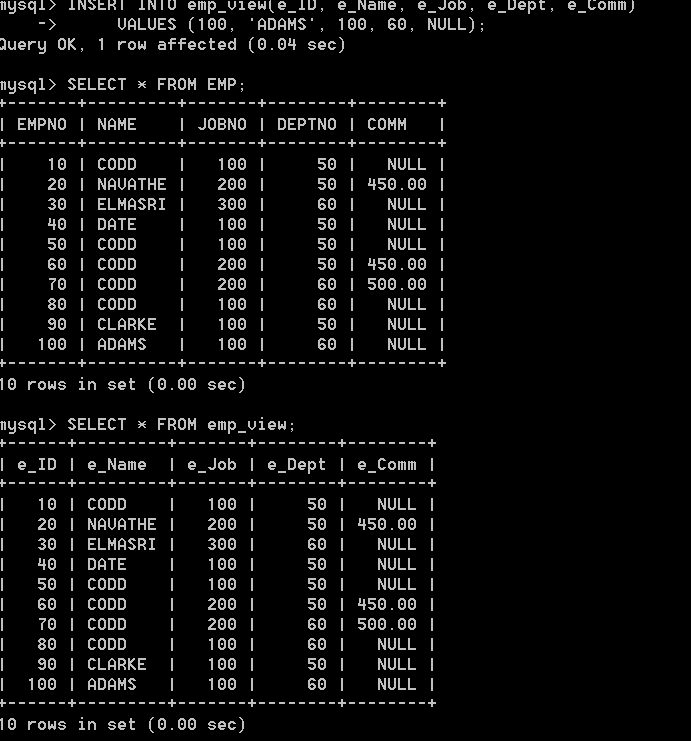 mysql> INSERT INTO emp_view(e_ID, e_Name, e_Job, e_Dept, e_Comm)
    ->      VALUES (100, 'ADAMS', 100, 60, NULL);
Query OK, 1 row affected (0.04 sec)

mysql> SELECT * FROM EMP;
+-------+---------+-------+--------+--------+
| EMPNO | NAME    | JOBNO | DEPTNO | COMM   |
+-------+---------+-------+--------+--------+
|    10 | CODD    |   100 |     50 |   NULL |
|    20 | NAVATHE |   200 |     50 | 450.00 |
|    30 | ELMASRI |   300 |     60 |   NULL |
|    40 | DATE    |   100 |     50 |   NULL |
|    50 | CODD    |   100 |     50 |   NULL |
|    60 | CODD    |   200 |     50 | 450.00 |
|    70 | CODD    |   200 |     60 | 500.00 |
|    80 | CODD    |   100 |     60 |   NULL |
|    90 | CLARKE  |   100 |     50 |   NULL |
|   100 | ADAMS   |   100 |     60 |   NULL |
+-------+---------+-------+--------+--------+
10 rows in set (0.00 sec)

mysql> SELECT * FROM emp_view;
+------+---------+-------+--------+--------+
| e_ID | e_Name  | e_Job | e_Dept | e_Comm |
+------+---------+-------+--------+--------+
|   10 | CODD    |   100 |     50 |   NULL |
|   20 | NAVATHE |   200 |     50 | 450.00 |
|   30 | ELMASRI |   300 |     60 |   NULL |
|   40 | DATE    |   100 |     50 |   NULL |
|   50 | CODD    |   100 |     50 |   NULL |
|   60 | CODD    |   200 |     50 | 450.00 |
|   70 | CODD    |   200 |     60 | 500.00 |
|   80 | CODD    |   100 |     60 |   NULL |
|   90 | CLARKE  |   100 |     50 |   NULL |
|  100 | ADAMS   |   100 |     60 |   NULL |
+------+---------+-------+--------+--------+
10 rows in set (0.00 sec)